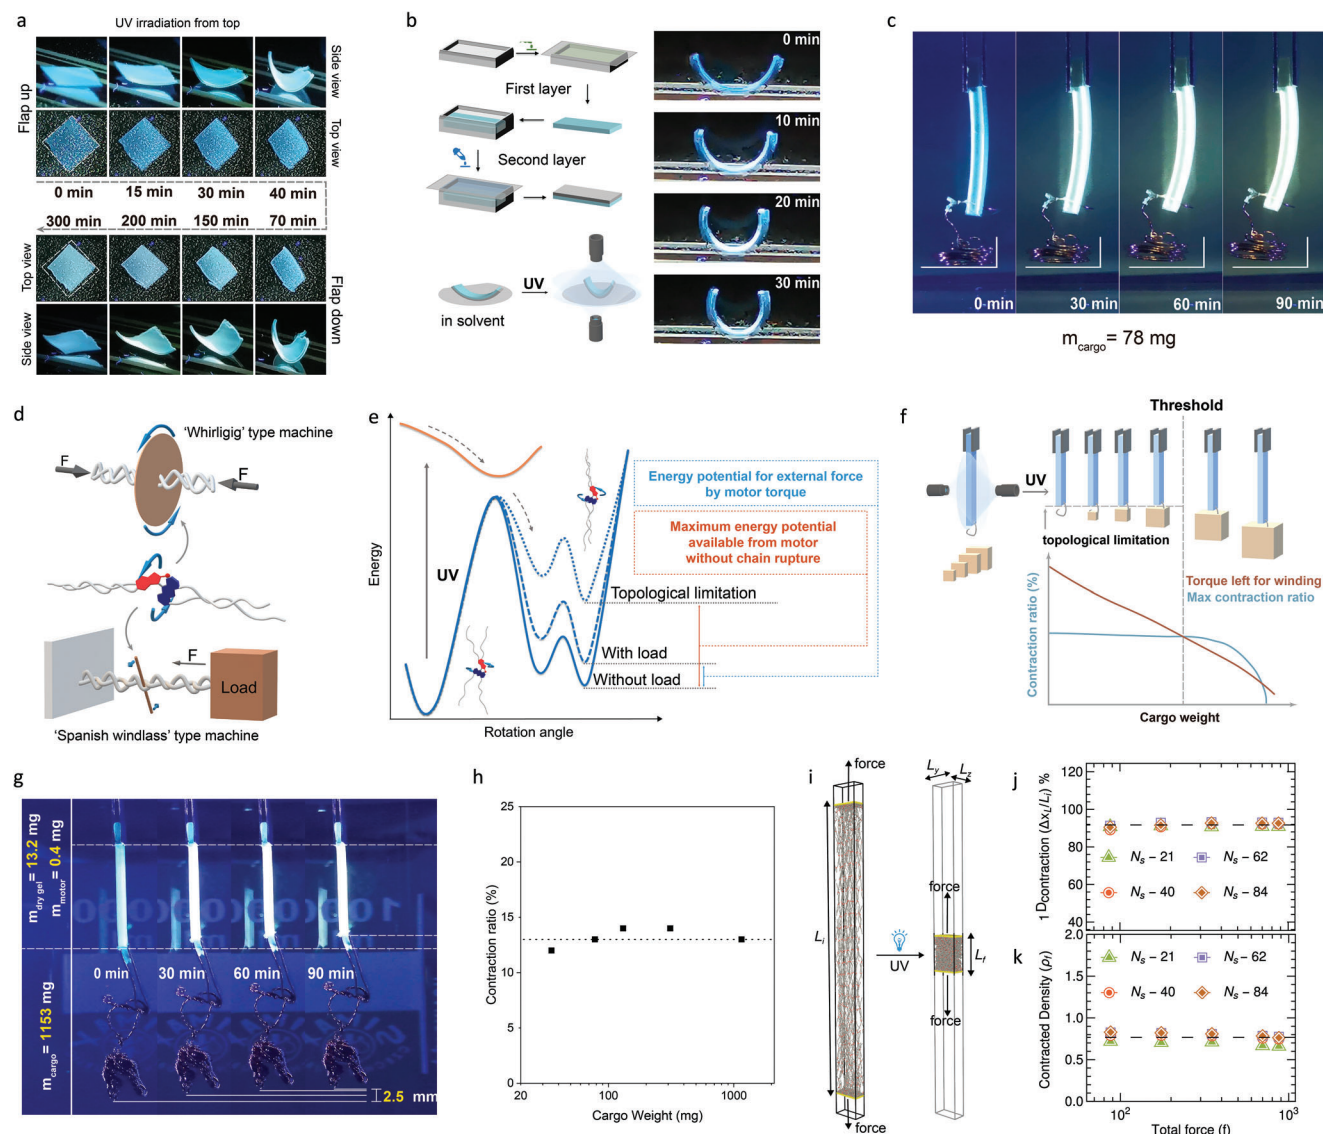 a
UV irradiation from top
Flap up
Side view
Top view
0 min 15 min 30 min 40 min
300 min 200 min 150 min 70 min
Top view
Side view
Flap down
b
First layer
Second layer
in solvent
UV
0 min
10 min
20 min
30 min
c
0 min 30 min 60 min 90 min
m_cargo = 78 mg
d
'Whirligig' type machine
F
F
F
Load
'Spanish windlass' type machine
e
Energy
UV
Rotation angle
Energy potential for external force
by motor torque
Maximum energy potential
available from motor
without chain rupture
Topological limitation
With load
Without load
f
Threshold
UV
topological limitation
Torque left for winding
Max contraction ratio
Contraction ratio (%)
Cargo weight
g
m_dry gel = 13.2 mg
m_motor = 0.4 mg
m_cargo = 1153 mg
0 min 30 min 60 min 90 min
2.5 mm
h
25
20
15
10
5
0
Contraction ratio (%)
20 100 1000
Cargo Weight (mg)
i
force
L_i
force
UV
L_y L_z
force
L_f
force
j
120
100
80
60
40
1Dcontraction (Δx_L/L_i) %
N_s − 21 N_s − 62
N_s − 40 N_s − 84
k
2.0
1.5
1.0
0.5
0.0
Contracted Density (ρ_f)
N_s − 21 N_s − 62
N_s − 40 N_s − 84
10² 10³
Total force (f)